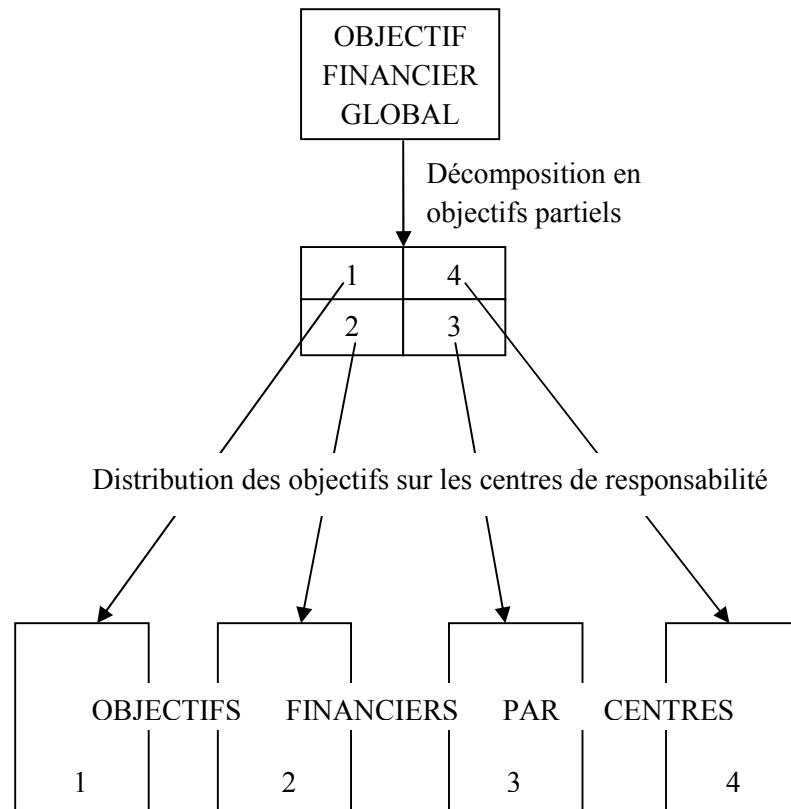 OBJECTIF
FINANCIER
GLOBAL
Décomposition en
objectifs partiels
1 4
2 3
Distribution des objectifs sur les centres de responsabilité
OBJECTIFS FINANCIERS PAR CENTRES
1 2 3 4